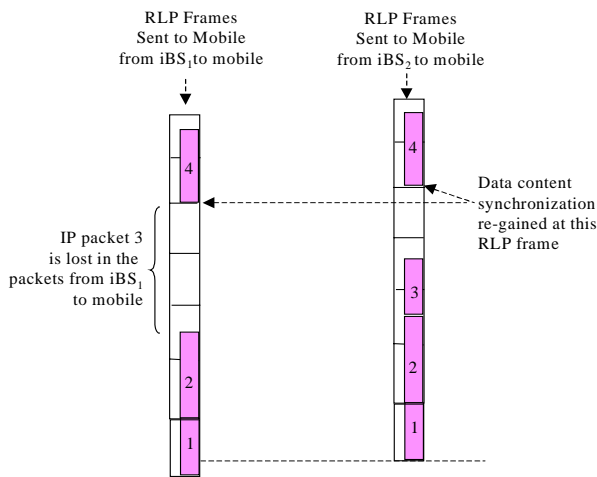 RLP Frames
Sent to Mobile
from iBS₁to mobile
RLP Frames
Sent to Mobile
from iBS₂ to mobile
4
4
Data content
synchronization
re-gained at this
RLP frame
IP packet 3
is lost in the
packets from iBS₁
to mobile
3
2
2
1
1